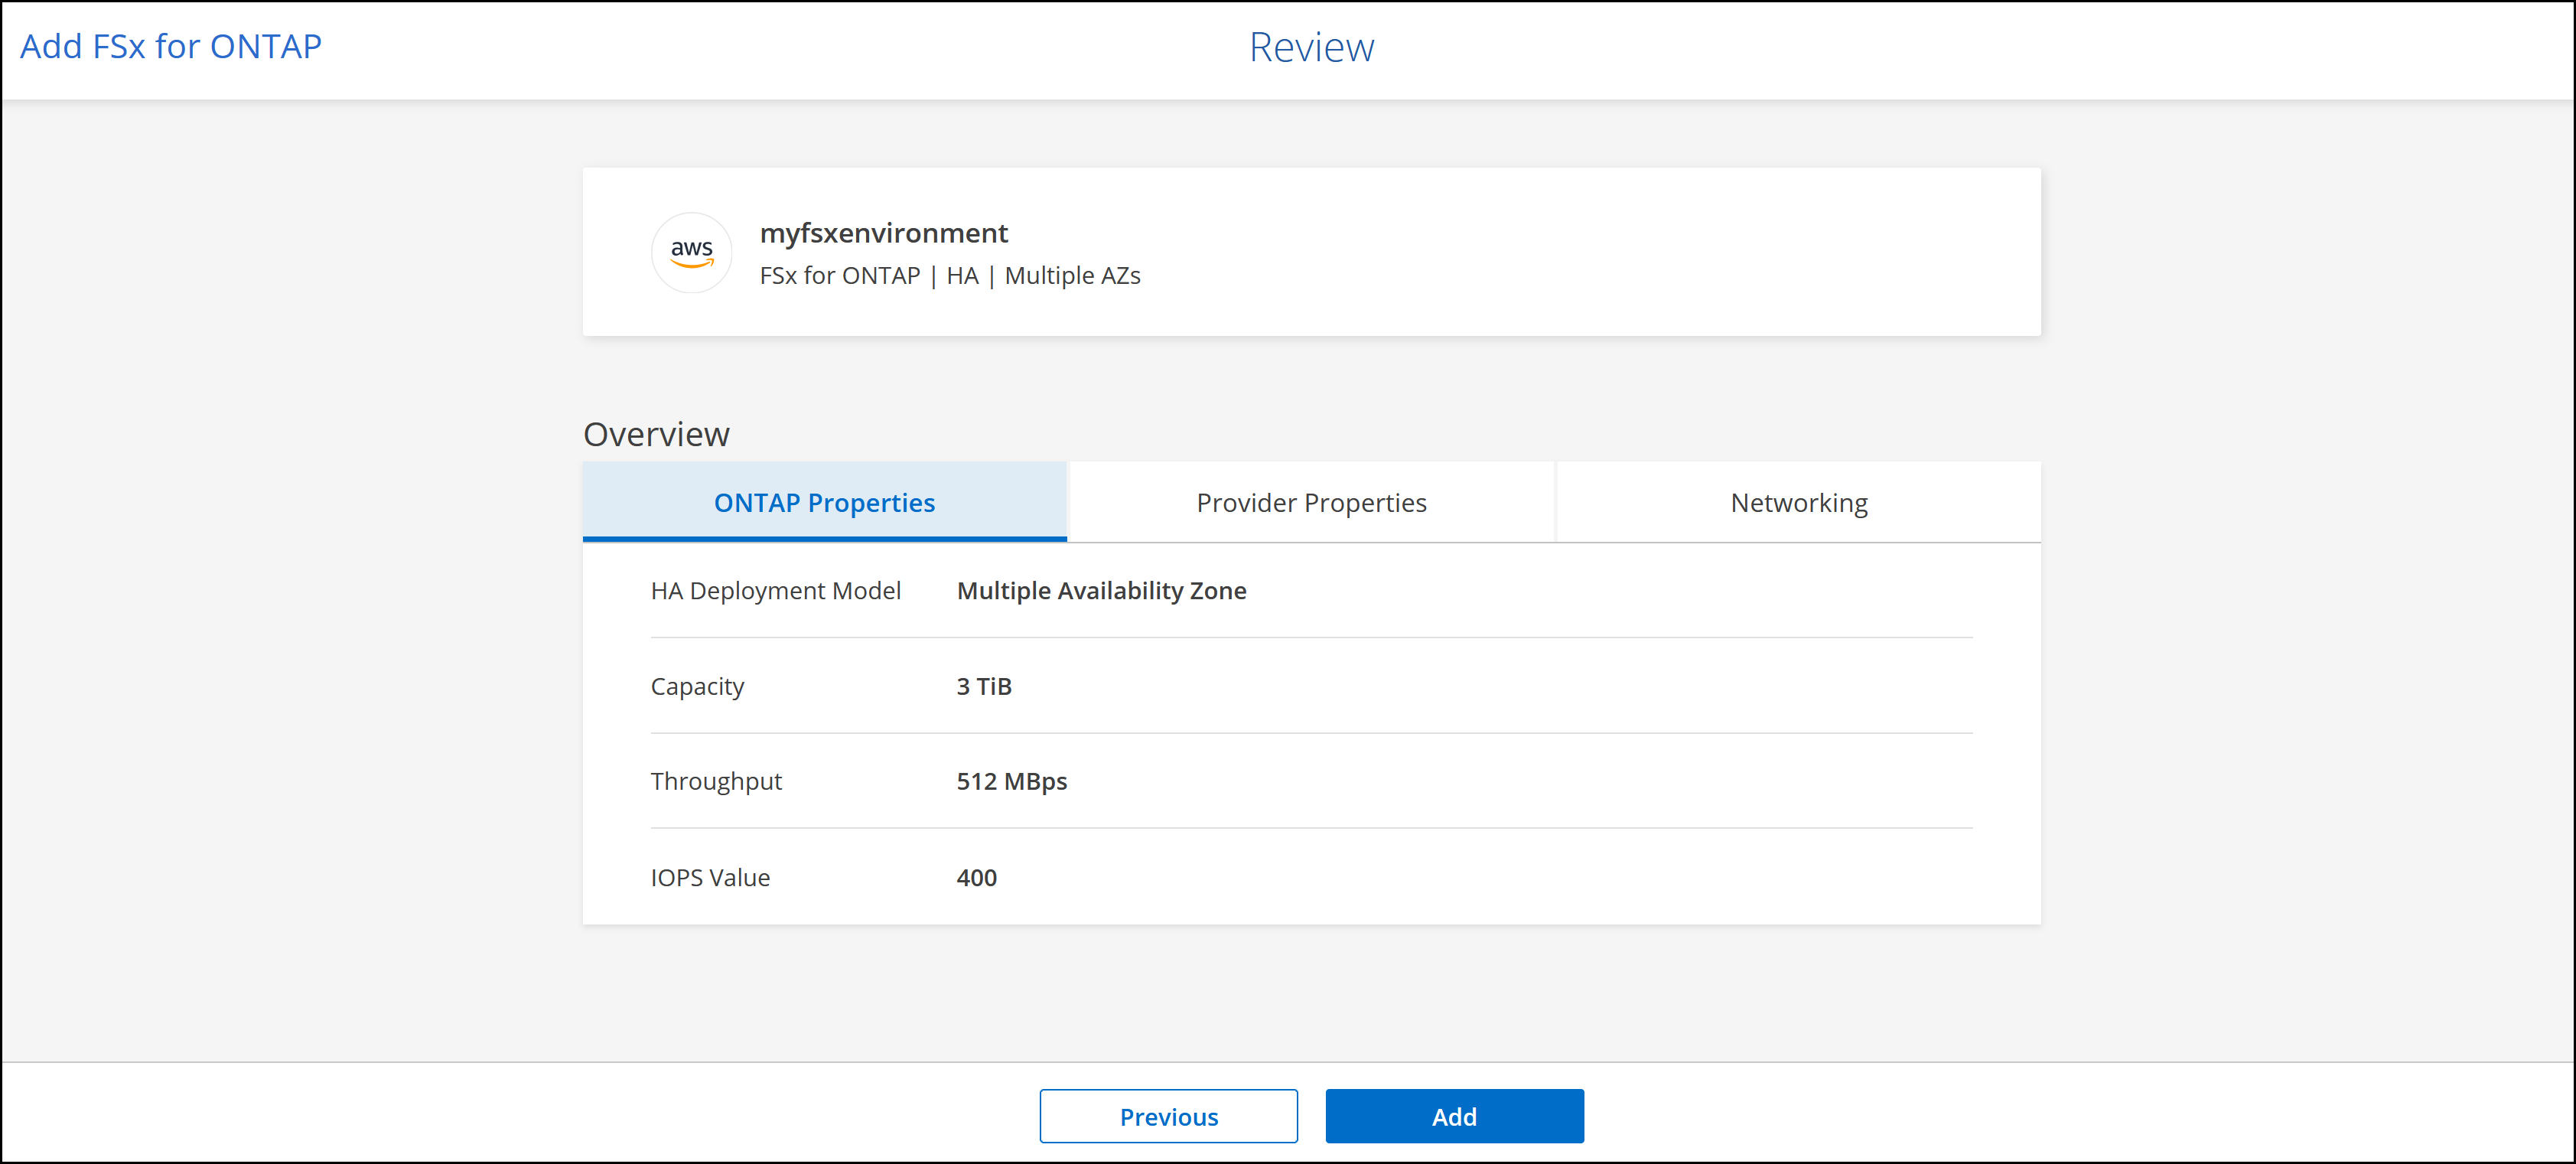 Add FSx for ONTAP
Review
aws
myfsxenvironment
FSx for ONTAP | HA | Multiple AZs
Overview
ONTAP Properties
Provider Properties
Networking
HA Deployment Model Multiple Availability Zone
Capacity 3 TiB
Throughput 512 MBps
IOPS Value 400
Previous
Add